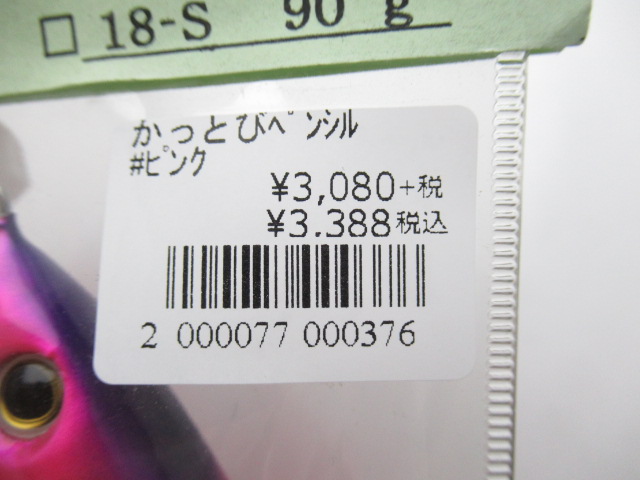 □ 18-S 90 g
かっとびﾍﾟﾝｼﾙ
#ﾋﾟﾝｸ
¥3,080+税
¥3.388税込
2 000077 000376